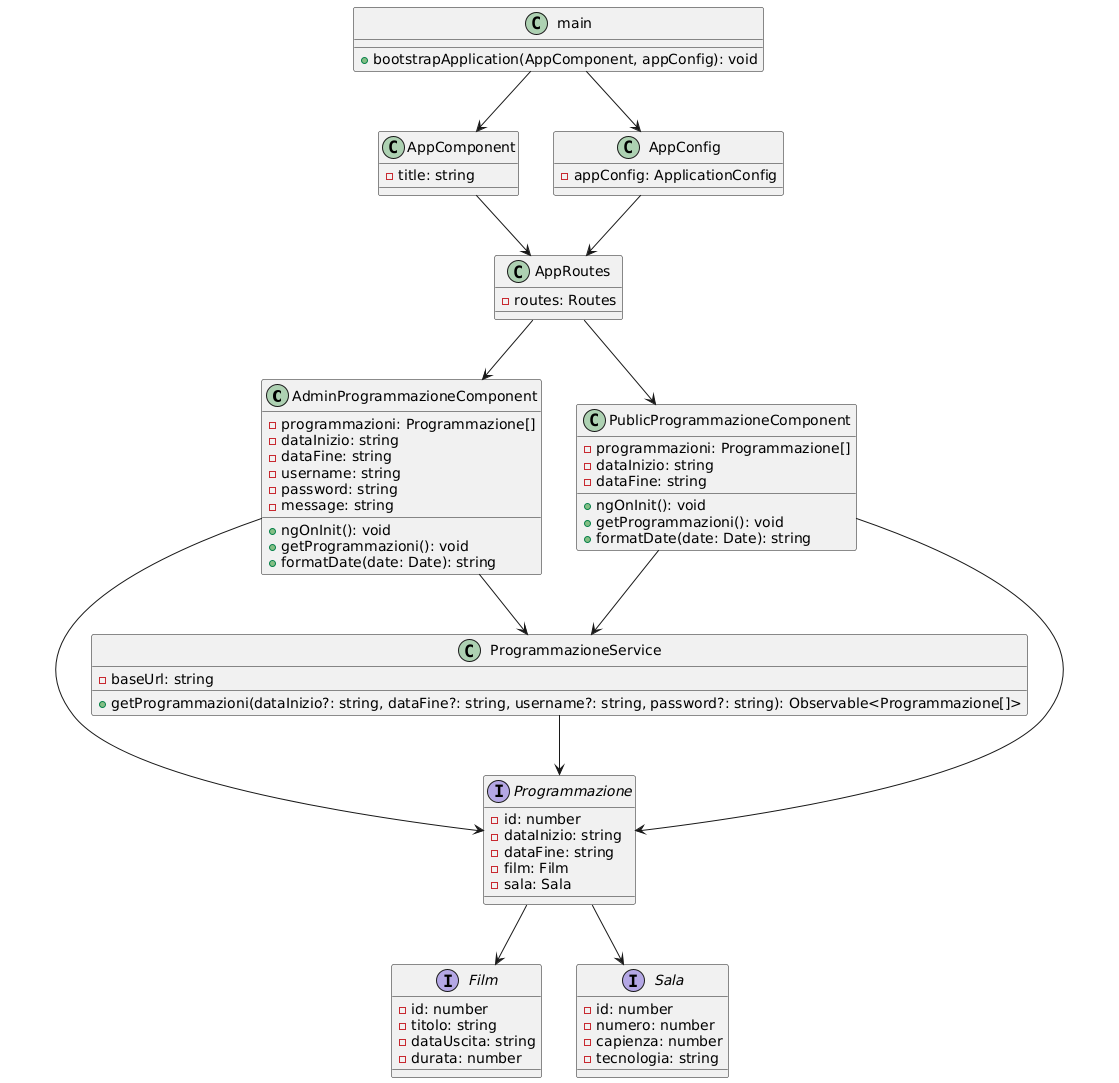 C main
bootstrapApplication(AppComponent, appConfig): void
C AppComponent
title: string
C AppConfig
appConfig: ApplicationConfig
C AppRoutes
routes: Routes
C AdminProgrammazioneComponent
programmazioni: Programmazione[]
dataInizio: string
dataFine: string
username: string
password: string
message: string
ngOnInit(): void
getProgrammazioni(): void
formatDate(date: Date): string
C PublicProgrammazioneComponent
programmazioni: Programmazione[]
dataInizio: string
dataFine: string
ngOnInit(): void
getProgrammazioni(): void
formatDate(date: Date): string
C ProgrammazioneService
baseUrl: string
getProgrammazioni(dataInizio?: string, dataFine?: string, username?: string, password?: string): Observable<Programmazione[]>
I Programmazione
id: number
dataInizio: string
dataFine: string
film: Film
sala: Sala
I Film
id: number
titolo: string
dataUscita: string
durata: number
I Sala
id: number
numero: number
capienza: number
tecnologia: string